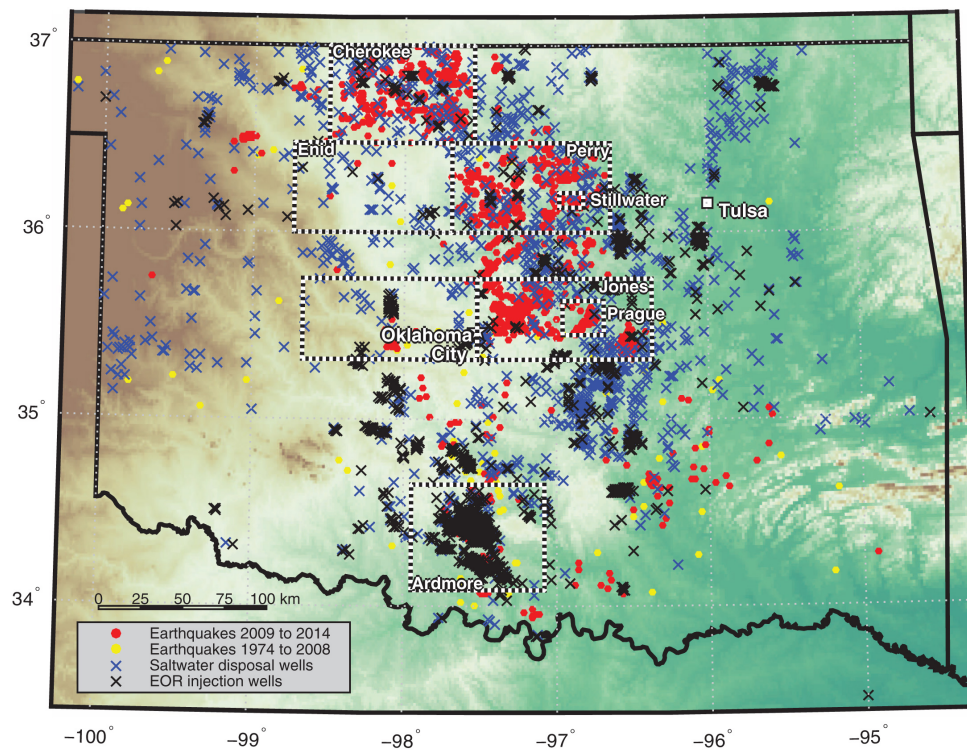 37°
Cherokee
Enid
Perry
Stillwater
Tulsa
36°
Jones
Prague
Oklahoma
City
35°
Ardmore
34°
0 25 50 75 100 km
Earthquakes 2009 to 2014
Earthquakes 1974 to 2008
Saltwater disposal wells
EOR injection wells
−100° −99° −98° −97° −96° −95°